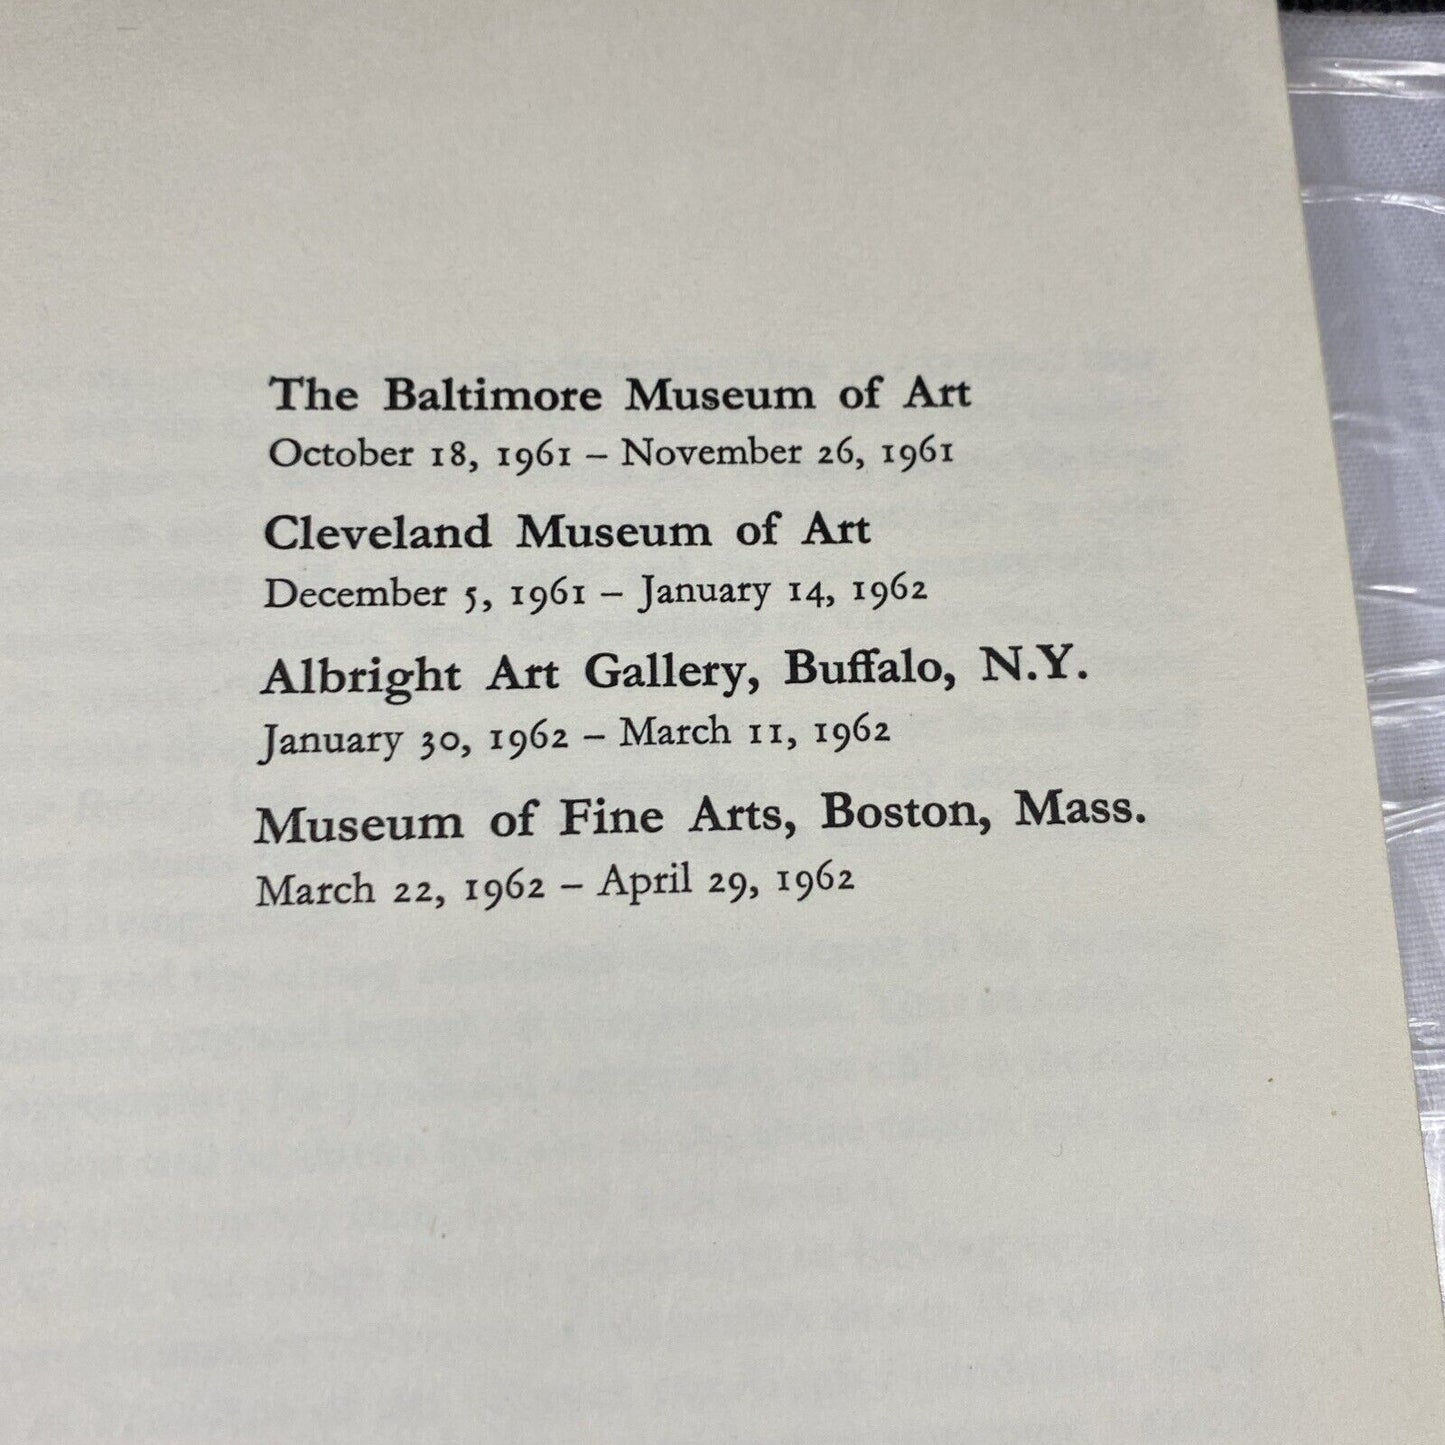 The Baltimore Museum of Art
October 18, 1961 – November 26, 1961
Cleveland Museum of Art
December 5, 1961 – January 14, 1962
Albright Art Gallery, Buffalo, N.Y.
January 30, 1962 – March 11, 1962
Museum of Fine Arts, Boston, Mass.
March 22, 1962 – April 29, 1962